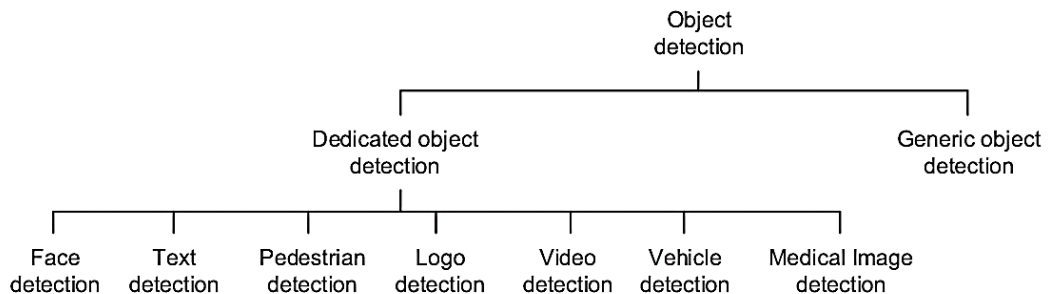 Object
detection
Dedicated object
detection
Generic object
detection
Face
detection
Text
detection
Pedestrian
detection
Logo
detection
Video
detection
Vehicle
detection
Medical Image
detection